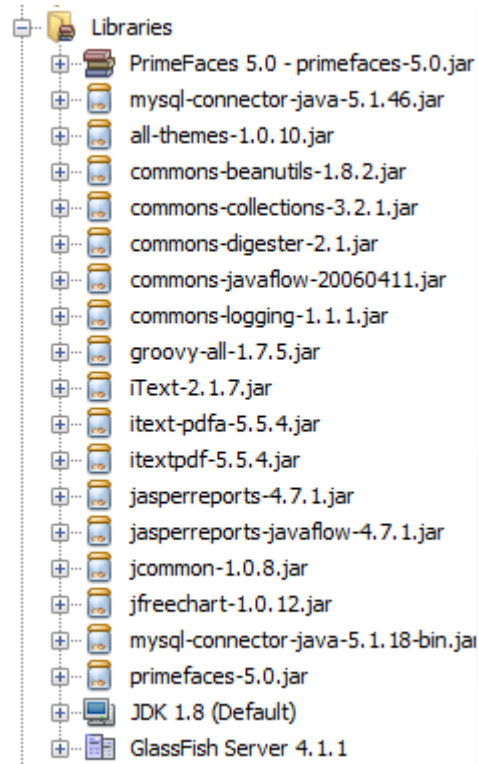 Libraries
PrimeFaces 5.0 - primefaces-5.0.jar
mysql-connector-java-5.1.46.jar
all-themes-1.0.10.jar
commons-beanutils-1.8.2.jar
commons-collections-3.2.1.jar
commons-digester-2.1.jar
commons-javaflow-20060411.jar
commons-logging-1.1.1.jar
groovy-all-1.7.5.jar
iText-2.1.7.jar
itext-pdfa-5.5.4.jar
itextpdf-5.5.4.jar
jasperreports-4.7.1.jar
jasperreports-javaflow-4.7.1.jar
jcommon-1.0.8.jar
jfreechart-1.0.12.jar
mysql-connector-java-5.1.18-bin.jar
primefaces-5.0.jar
JDK 1.8 (Default)
GlassFish Server 4.1.1